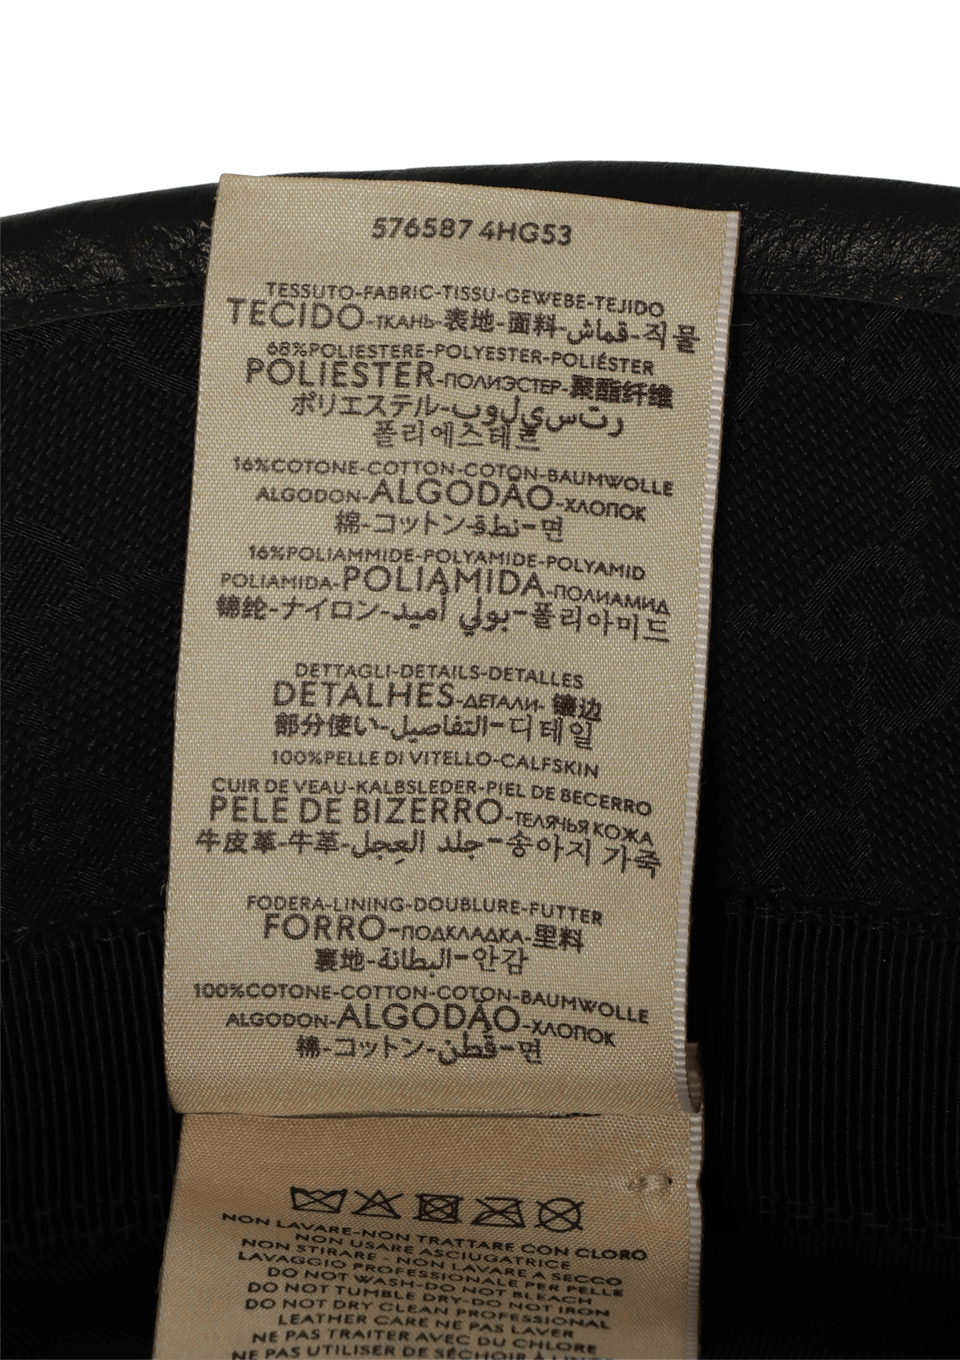 576587 4HG53
TESSUTO-FABRIC-TISSU-GEWEBE-TEJIDO
TECIDO-ТКАНЬ-表地-面料-قماش-직물
68%POLIESTERE-POLYESTER-POLIÉSTER
POLIESTER-ПОЛИЭСТЕР-聚酯纤维
ポリエステル-بوليستر
폴리에스테르
16%COTONE-COTTON-COTON-BAUMWOLLE
ALGODON-ALGODÃO-ХЛОПОК
綿-コットン-نطقة-면
16%POLIAMMIDE-POLYAMIDE-POLYAMID
POLIAMIDA-POLIAMIDA-ПОЛИАМИД
锦纶-ナイロン-بولي أميد-폴리아미드
DETTAGLI-DETAILS-DETALLES
DETALHES-ДЕТАЛИ-镶边
部分使い-التفاصيل-디테일
100%PELLE DI VITELLO-CALFSKIN
CUIR DE VEAU-KALBSLEDER-PIEL DE BECERRO
PELE DE BIZERRO-ТЕЛЯЧЬЯ КОЖА
牛皮革-牛革-جلد العِجل-송아지 가죽
FODERA-LINING-DOUBLURE-FUTTER
FORRO-ПОДКЛАДКА-里料
裏地-البطانة-안감
100%COTONE-COTTON-COTON-BAUMWOLLE
ALGODON-ALGODÃO-ХЛОПОК
綿-コットン-قطن-면
NON LAVARE-NON TRATTARE CON CLORO
NON USARE ASCIUGATRICE
NON STIRARE-NON LAVARE A SECCO
LAVAGGIO PROFESSIONALE PER PELLE
DO NOT WASH-DO NOT BLEACH
DO NOT TUMBLE DRY-DO NOT IRON
DO NOT DRY CLEAN PROFESSIONAL
LEATHER CARE NE PAS LAVER
NE PAS TRAITER AVEC DU CHLORE
NE PAS UTILISER DE SÉCHOIR À LINGE